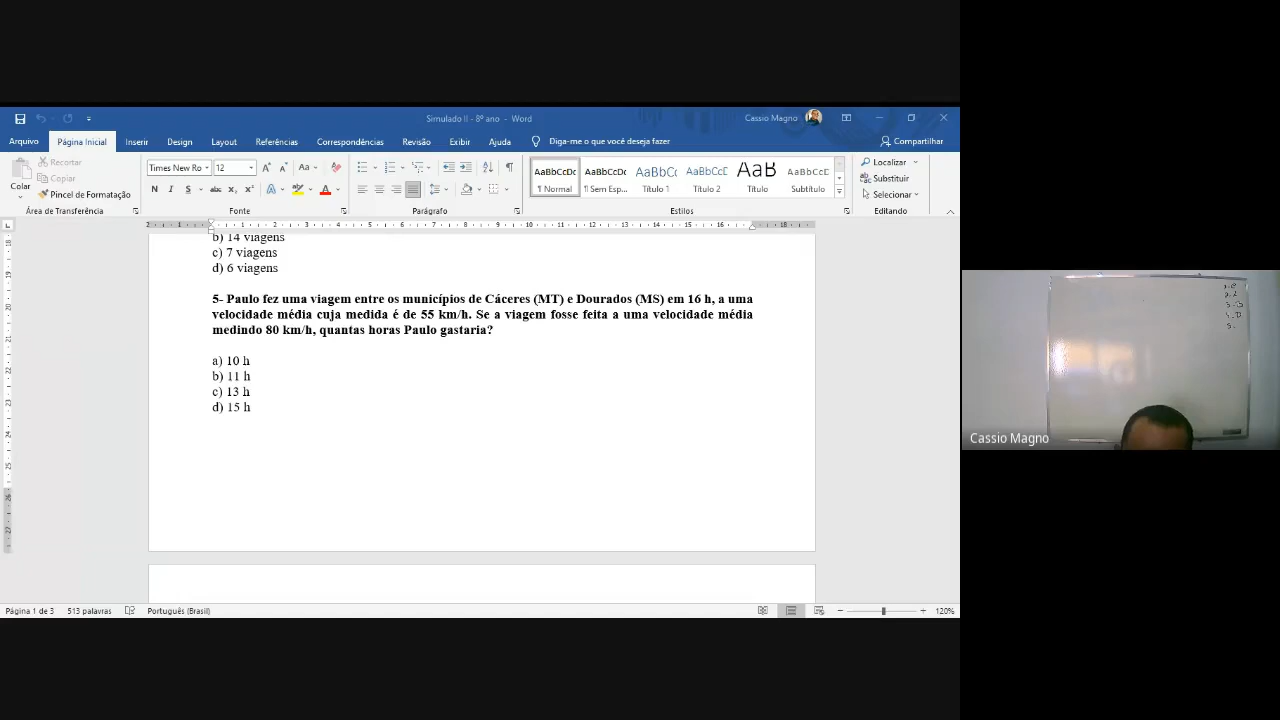 Simulado II - 8º ano - Word
Cassio Magno
Arquivo
Página Inicial
Inserir
Design
Layout
Referências
Correspondências
Revisão
Exibir
Ajuda
Diga-me o que você deseja fazer
Compartilhar
Colar
Recortar
Copiar
Pincel de Formatação
Área de Transferência
Times New Ro
12
Aa
N I S abc x₂ x²
Fonte
Parágrafo
AaBbCcDc
¶ Normal
AaBbCcDc
¶ Sem Esp...
AaBbCc
Título 1
AaBbCcC
Título 2
AaB
Título
AaBbCcD
Subtítulo
Estilos
Localizar
Substituir
Selecionar
Editando
b) 14 viagens
c) 7 viagens
d) 6 viagens
5- Paulo fez uma viagem entre os municípios de Cáceres (MT) e Dourados (MS) em 16 h, a uma
velocidade média cuja medida é de 55 km/h. Se a viagem fosse feita a uma velocidade média
medindo 80 km/h, quantas horas Paulo gastaria?
a) 10 h
b) 11 h
c) 13 h
d) 15 h
Página 1 de 3
513 palavras
Português (Brasil)
120%
Cassio Magno